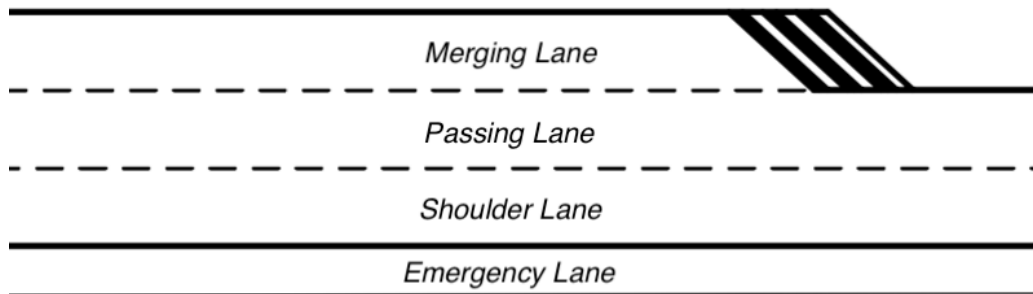 Merging Lane
Passing Lane
Shoulder Lane
Emergency Lane